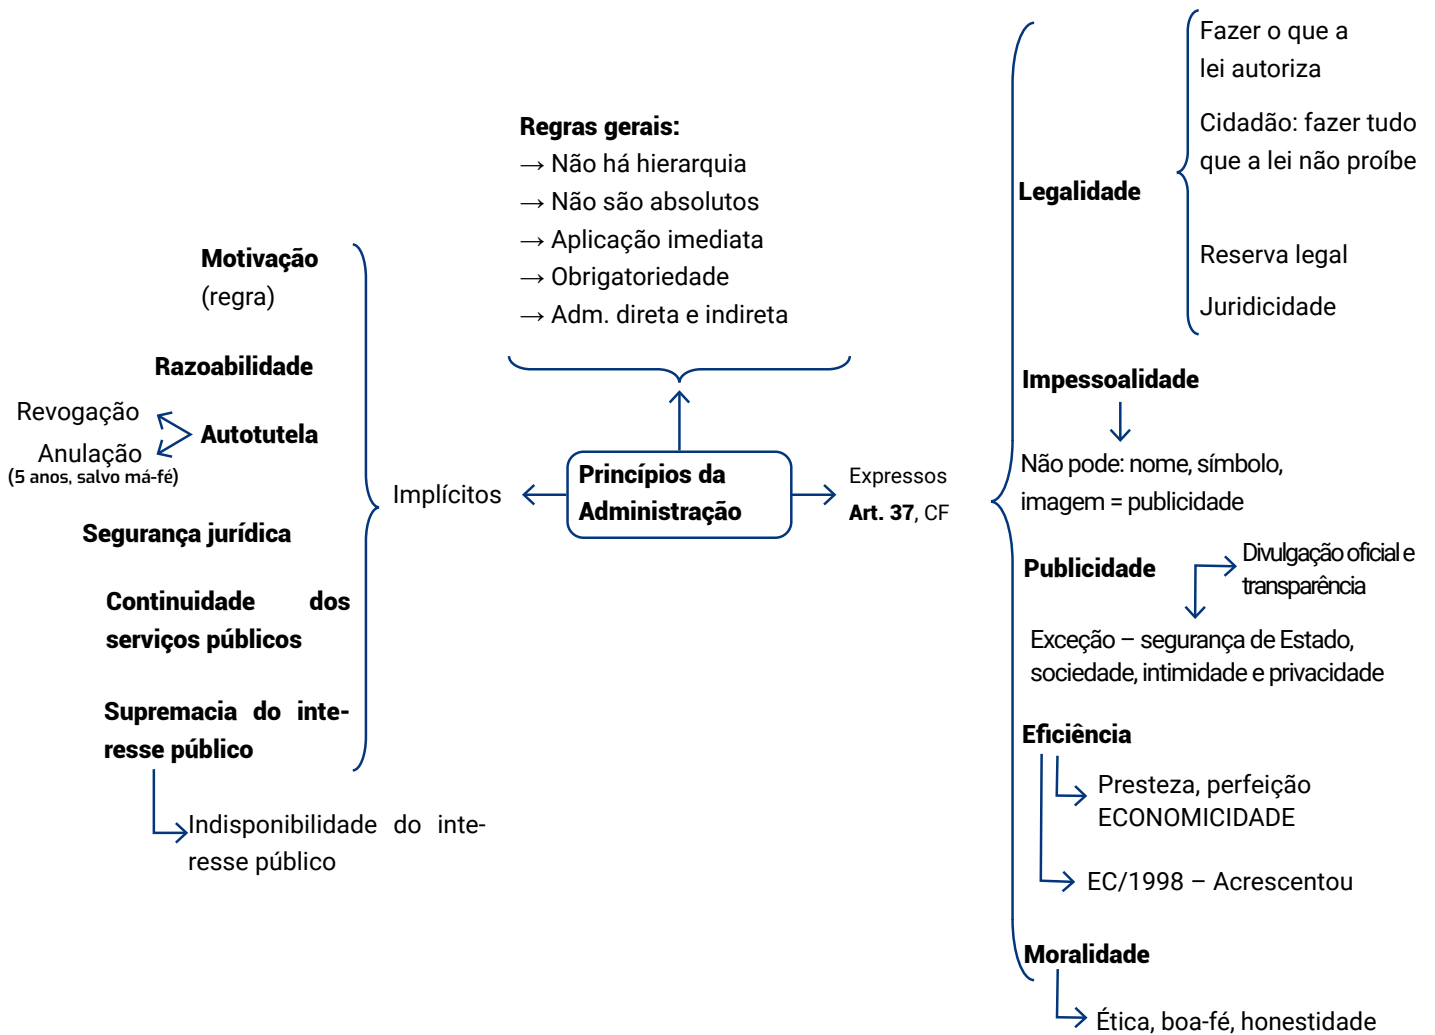 Regras gerais:
→ Não há hierarquia
→ Não são absolutos
→ Aplicação imediata
→ Obrigatoriedade
→ Adm. direta e indireta
Princípios da
Administração
Implícitos
Motivação
(regra)
Razoabilidade
Autotutela
Revogação
Anulação
(5 anos, salvo má-fé)
Segurança jurídica
Continuidade dos
serviços públicos
Supremacia do inte-
resse público
Indisponibilidade do inte-
resse público
Expressos
Art. 37, CF
Legalidade
Fazer o que a
lei autoriza
Cidadão: fazer tudo
que a lei não proíbe
Reserva legal
Juridicidade
Impessoalidade
Não pode: nome, símbolo,
imagem = publicidade
Publicidade
Divulgação oficial e
transparência
Exceção – segurança de Estado,
sociedade, intimidade e privacidade
Eficiência
Presteza, perfeição
ECONOMICIDADE
EC/1998 – Acrescentou
Moralidade
Ética, boa-fé, honestidade